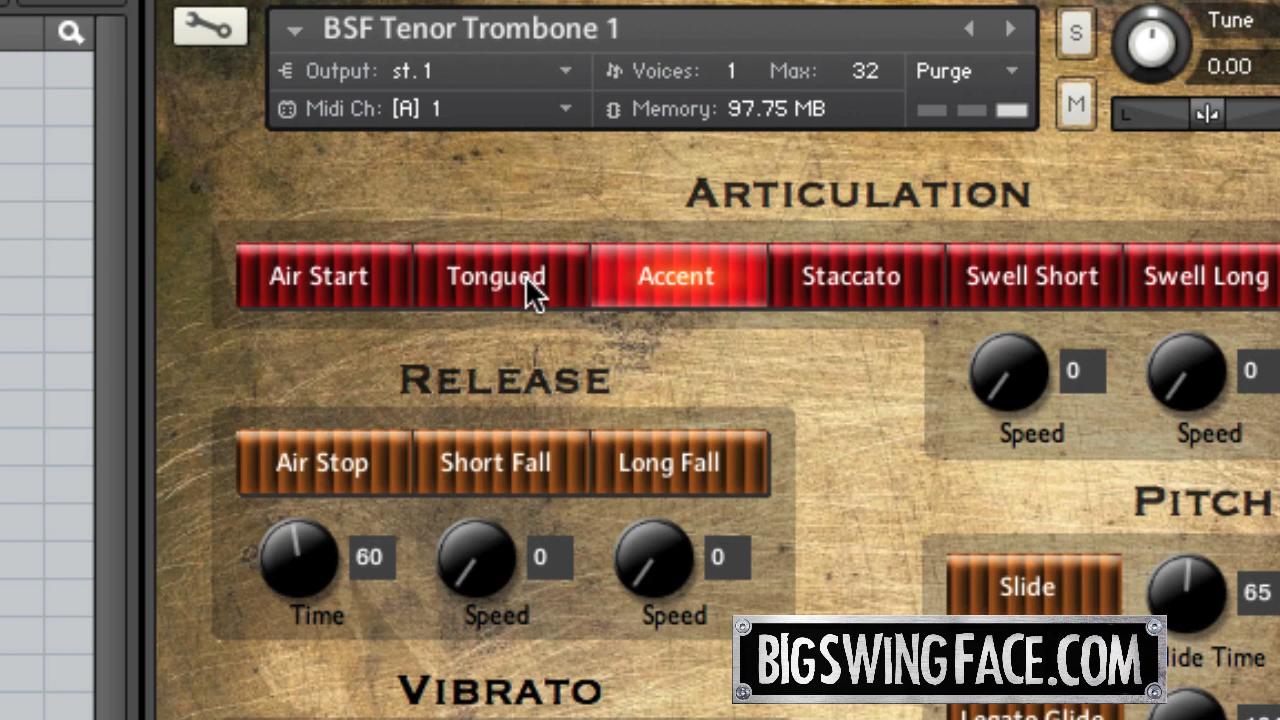 BSF Tenor Trombone 1
S
Tune
Output: st. 1
Voices: 1 Max: 32
Purge
0.00
Midi Ch: [A] 1
Memory: 97.75 MB
M
L
ARTICULATION
Air Start
Tongued
Accent
Staccato
Swell Short
Swell Long
0
0
Speed
Speed
RELEASE
Air Stop
Short Fall
Long Fall
60
0
0
Time
Speed
Speed
PITCH
Slide
65
lide Time
BIGSWINGFACE.COM
VIBRATO
Legato Glide